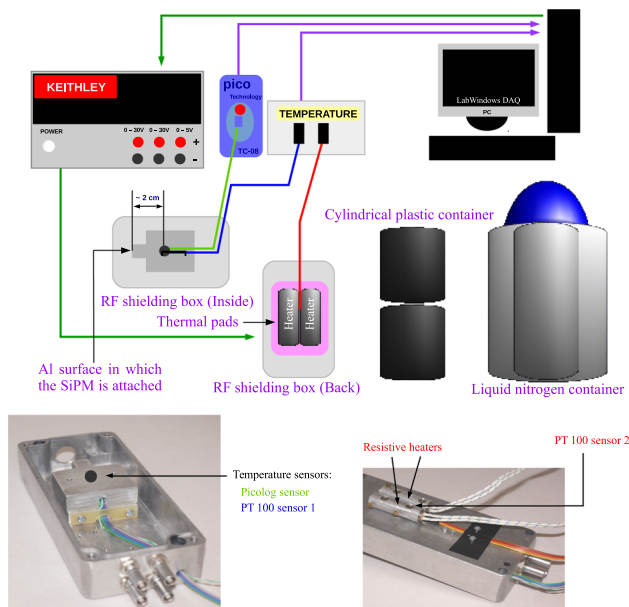 KEITHLEY
POWER
0 – 30V 0 – 30V 0 – 5V
+
-
pico
Technology
TC-08
TEMPERATURE
LabWindows DAQ
PC
~ 2 cm
RF shielding box (Inside)
Thermal pads
Heater
Heater
Al surface in which
the SiPM is attached
RF shielding box (Back)
Cylindrical plastic container
Liquid nitrogen container
Temperature sensors:
Picolog sensor
PT 100 sensor 1
Resistive heaters
PT 100 sensor 2